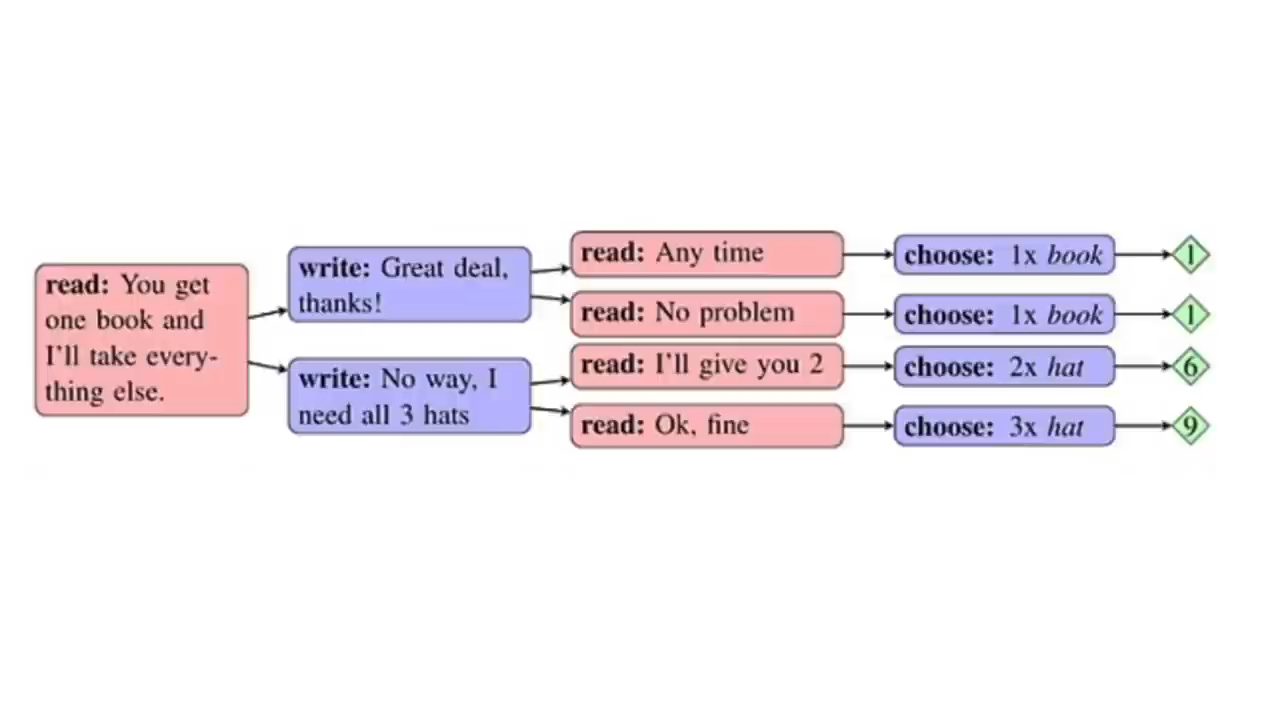 read: You get
one book and
I'll take every-
thing else.
write: Great deal,
thanks!
write: No way, I
need all 3 hats
read: Any time
choose: 1x book
1
read: No problem
choose: 1x book
1
read: I'll give you 2
choose: 2x hat
6
read: Ok, fine
choose: 3x hat
9